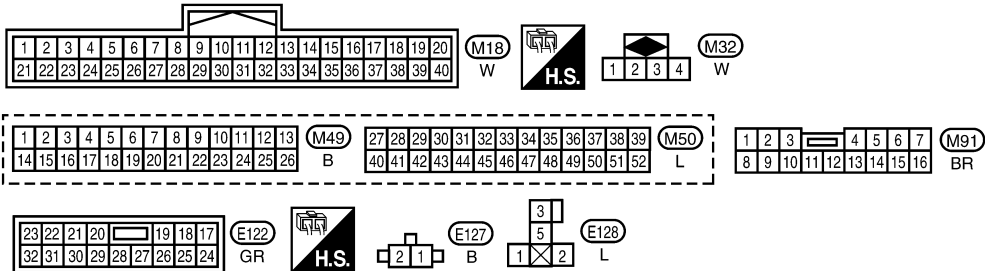 1 2 3 4 5 6 7 8 9 10 11 12 13 14 15 16 17 18 19 20
21 22 23 24 25 26 27 28 29 30 31 32 33 34 35 36 37 38 39 40
M18
W
H.S.
1 2 3 4
M32
W
1 2 3 4 5 6 7 8 9 10 11 12 13
14 15 16 17 18 19 20 21 22 23 24 25 26
M49
B
27 28 29 30 31 32 33 34 35 36 37 38 39
40 41 42 43 44 45 46 47 48 49 50 51 52
M50
L
1 2 3 4 5 6 7
8 9 10 11 12 13 14 15 16
M91
BR
23 22 21 20 19 18 17
32 31 30 29 28 27 26 25 24
E122
GR
H.S.
2 1
E127
B
3
5
1 2
E128
L